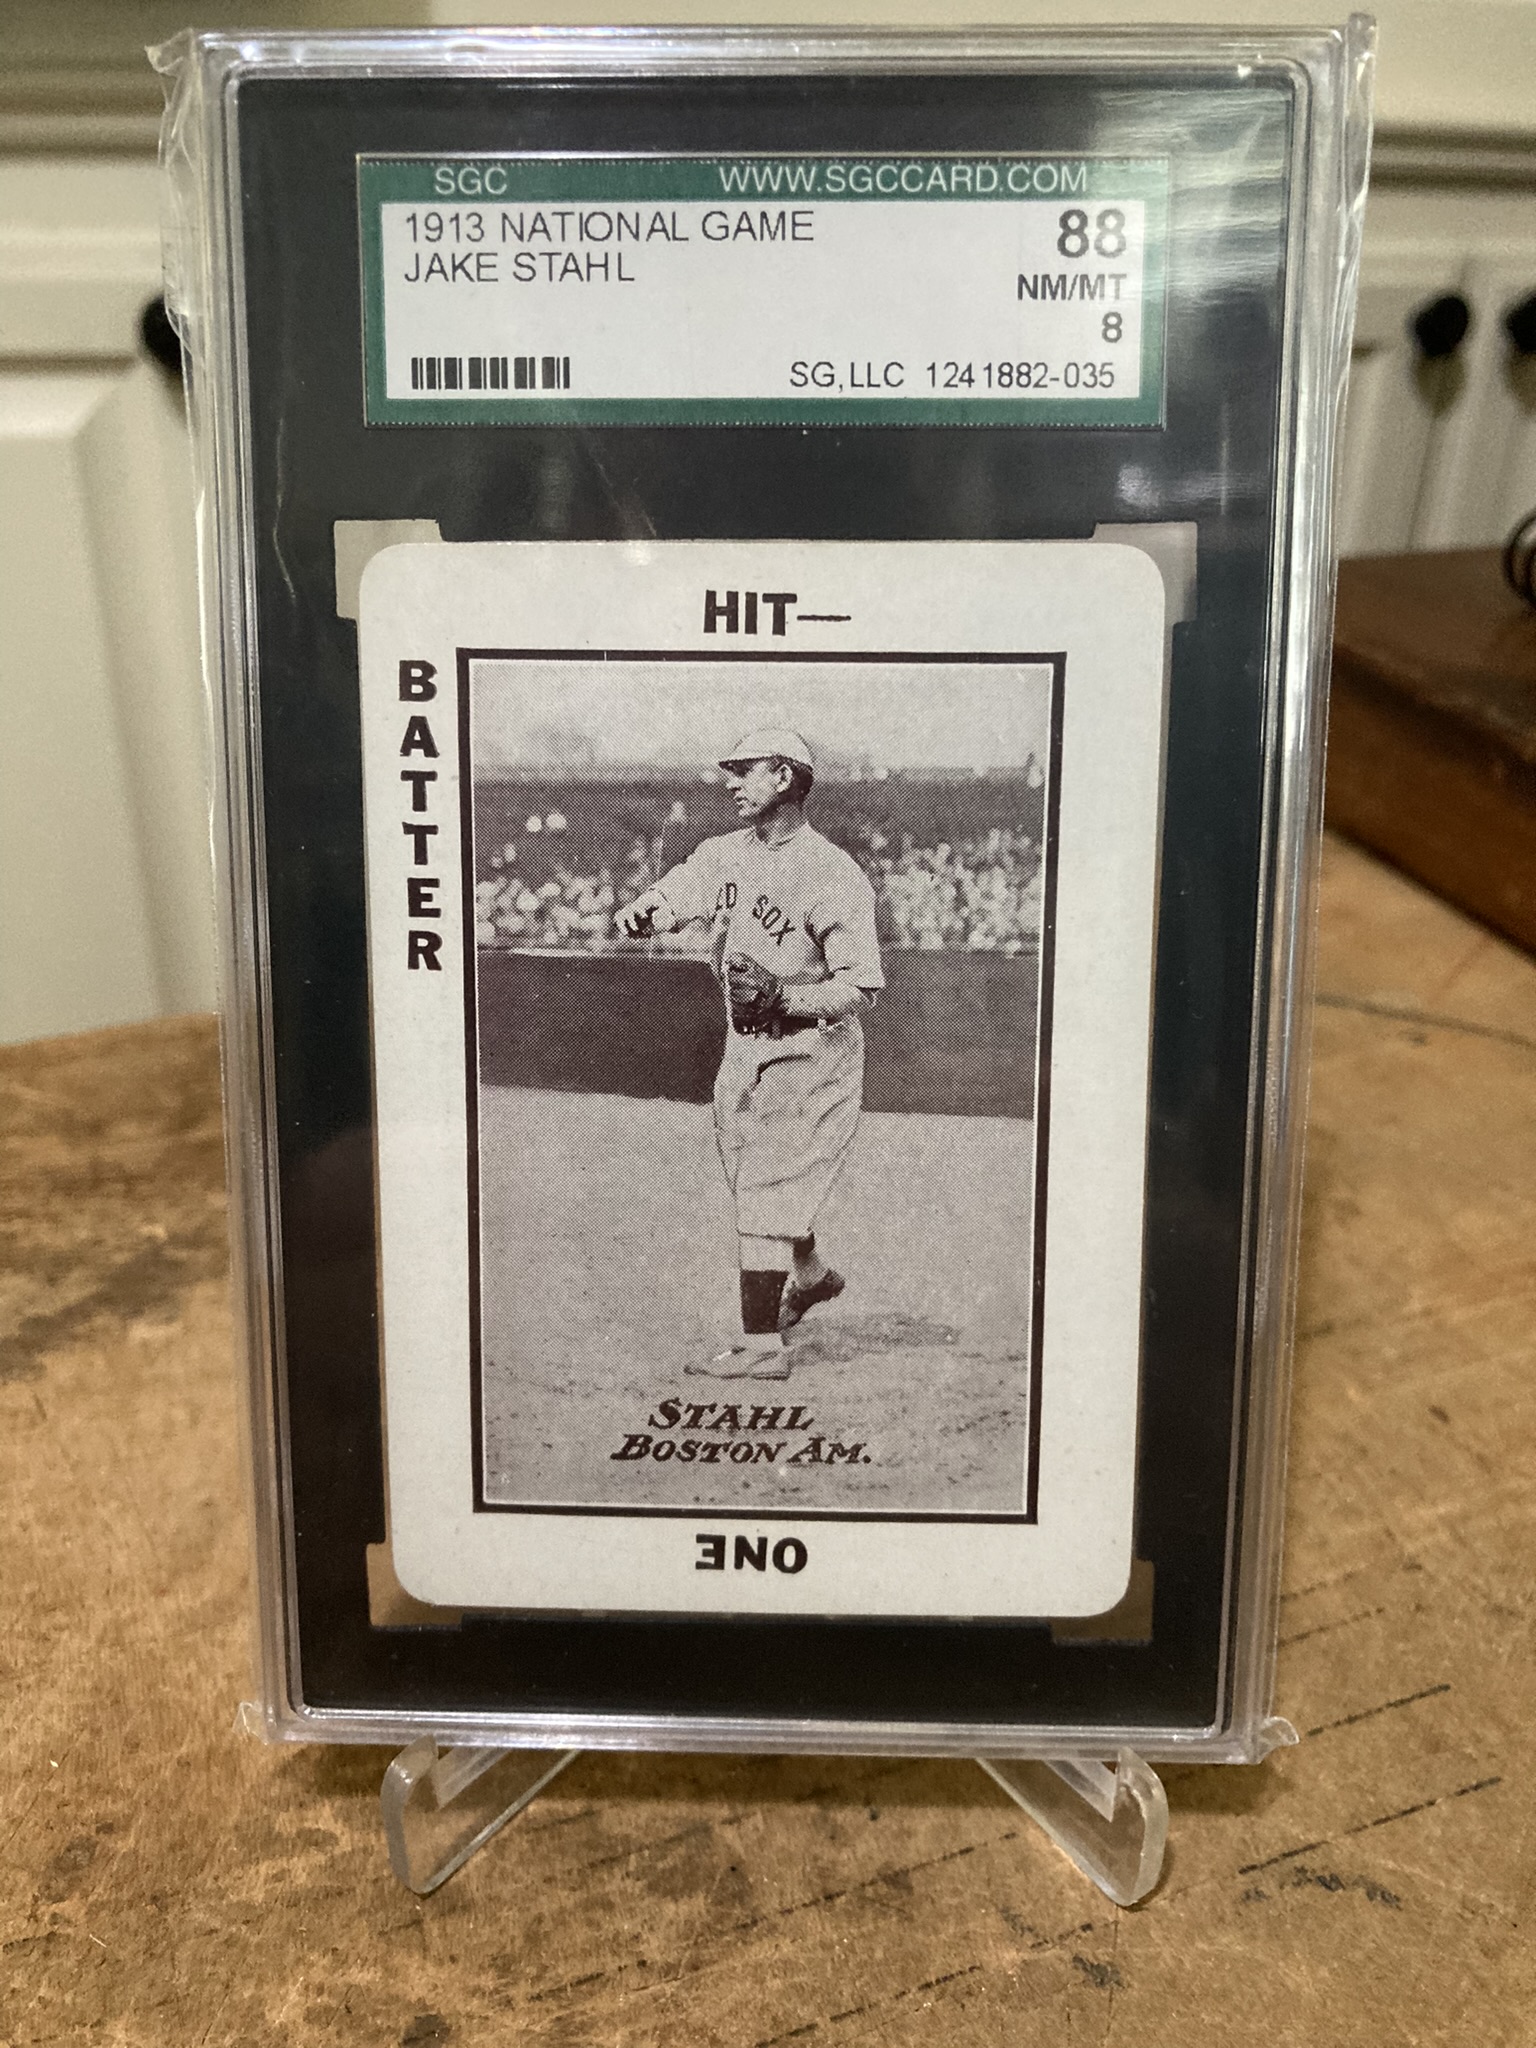 SGC WWW.SGCCARD.COM
1913 NATIONAL GAME 88
JAKE STAHL NM/MT
8
SG,LLC 1241882-035
HIT—
BATTER
SOX
STAHL
BOSTON AM.
ONE